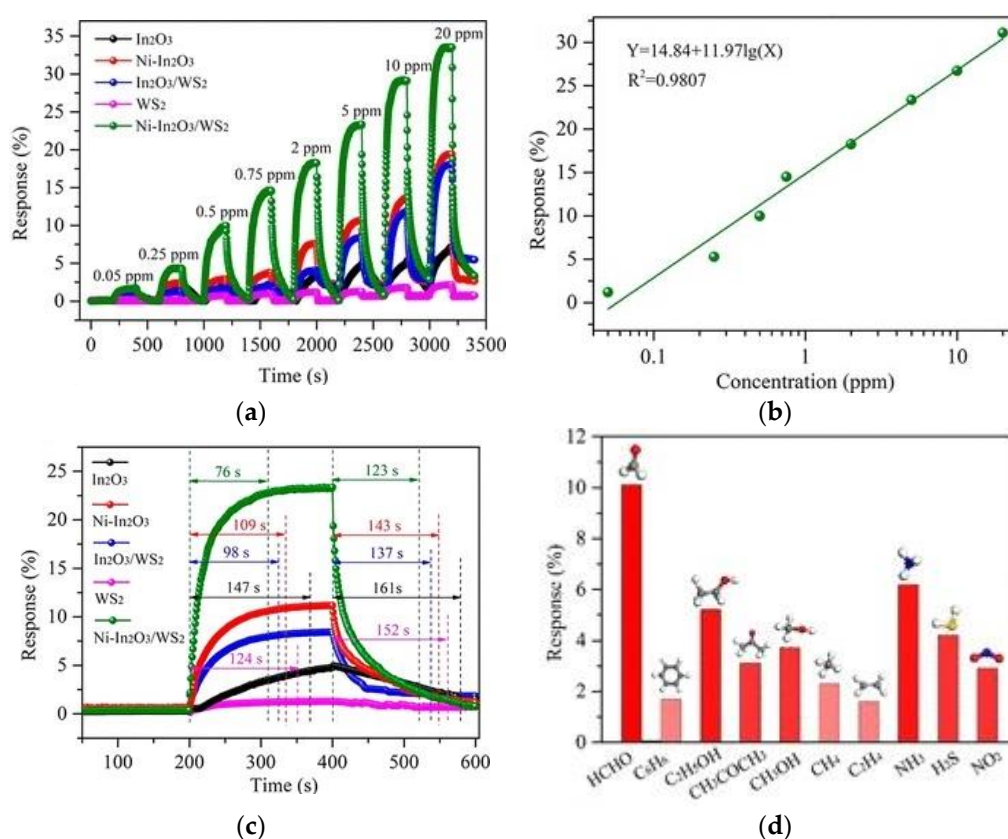 35
30
25
20
15
10
5
0
Response (%)
In₂O₃
Ni-In₂O₃
In₂O₃/WS₂
WS₂
Ni-In₂O₃/WS₂
0.05 ppm
0.25 ppm
0.5 ppm
0.75 ppm
2 ppm
5 ppm
10 ppm
20 ppm
0 500 1000 1500 2000 2500 3000 3500
Time (s)
(a)
30
25
20
15
10
5
0
Response (%)
Y=14.84+11.97lg(X)
R²=0.9807
0.1 1 10
Concentration (ppm)
(b)
25
20
15
10
5
0
Response (%)
In₂O₃
Ni-In₂O₃
In₂O₃/WS₂
WS₂
Ni-In₂O₃/WS₂
76 s 123 s
109 s 143 s
98 s 137 s
147 s 161s
124 s 152 s
100 200 300 400 500 600
Time (s)
(c)
12
10
8
6
4
2
0
Response (%)
HCHO C₆H₆ C₂H₅OH CH₃COCH₃ CH₃OH CH₄ C₂H₄ NH₃ H₂S NO₂
(d)